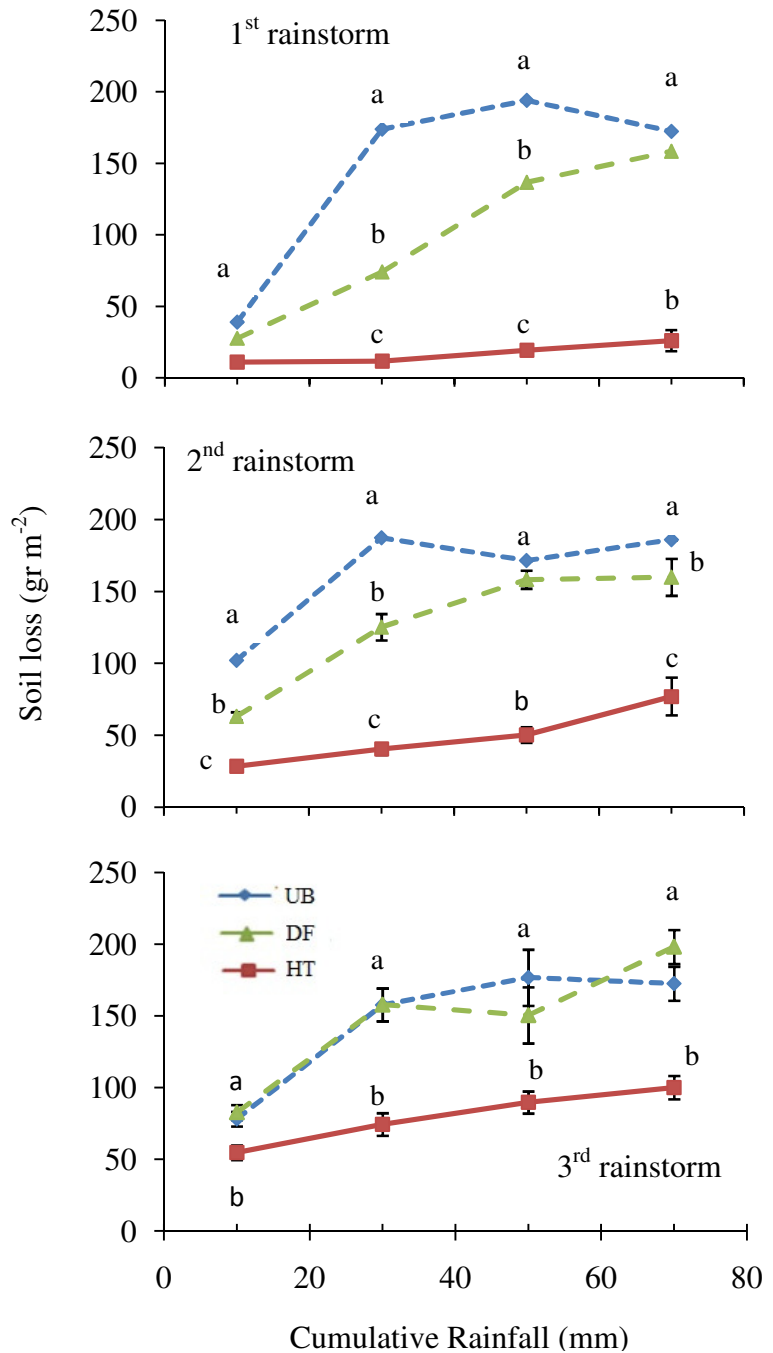 1st rainstorm
250
200
150
100
50
0
a
a
a
a
b
b
c
c
b
2nd rainstorm
250
200
150
100
50
0
a
a
a
a
b
b
b
c
c
b
c
Soil loss (gr m-2)
3rd rainstorm
250
200
150
100
50
0
UB
DF
HT
a
a
a
a
b
b
b
b
0
20
40
60
80
Cumulative Rainfall (mm)